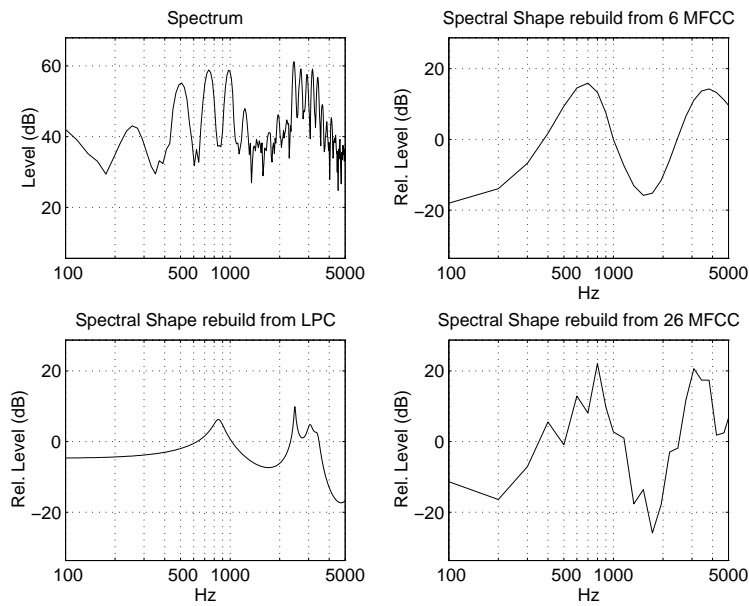 Spectrum
60
40
20
Level (dB)
100
500
1000
5000
Spectral Shape rebuild from 6 MFCC
20
0
−20
Rel. Level (dB)
100
500
1000
5000
Hz
Spectral Shape rebuild from LPC
20
0
−20
Rel. Level (dB)
100
500
1000
5000
Hz
Spectral Shape rebuild from 26 MFCC
20
0
−20
Rel. Level (dB)
100
500
1000
5000
Hz